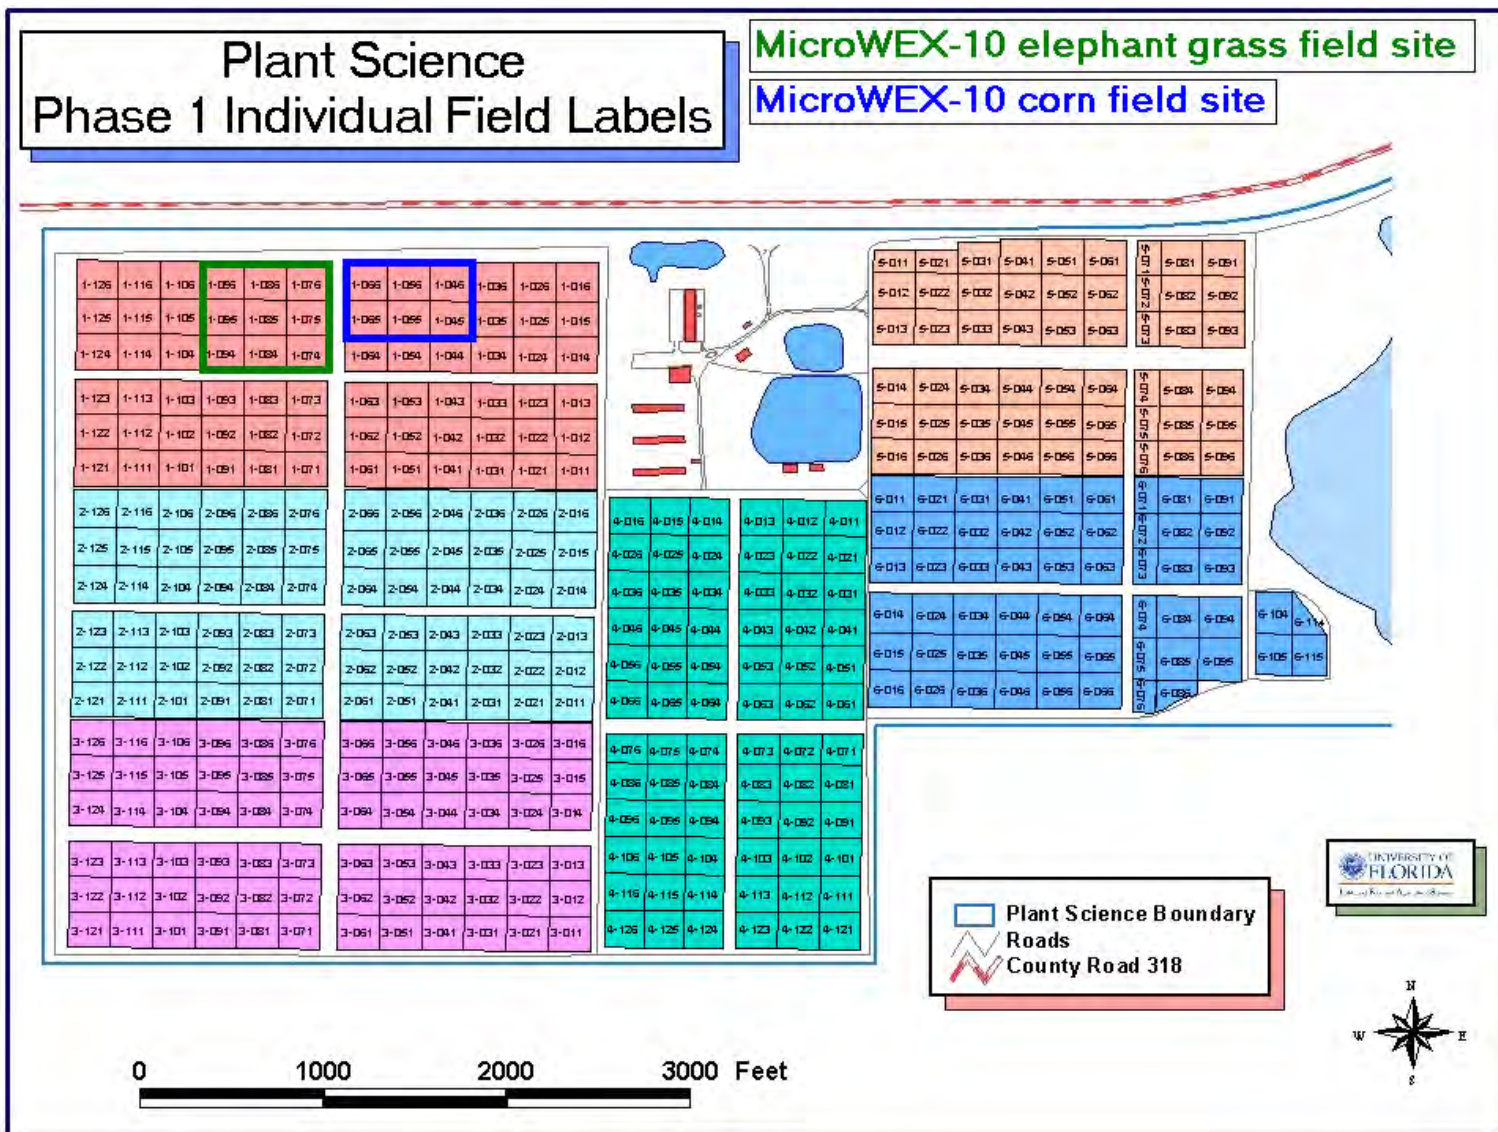 Plant Science
Phase 1 Individual Field Labels
MicroWEX-10 elephant grass field site
MicroWEX-10 corn field site
1-126 1-116 1-106 1-096 1-086 1-076
1-125 1-115 1-105 1-095 1-085 1-075
1-124 1-114 1-104 1-094 1-084 1-074
1-123 1-113 1-103 1-093 1-083 1-073
1-122 1-112 1-102 1-092 1-082 1-072
1-121 1-111 1-101 1-091 1-081 1-071
2-126 2-116 2-106 2-096 2-086 2-076
2-125 2-115 2-105 2-095 2-085 2-075
2-124 2-114 2-104 2-094 2-084 2-074
2-123 2-113 2-103 2-093 2-083 2-073
2-122 2-112 2-102 2-092 2-082 2-072
2-121 2-111 2-101 2-091 2-081 2-071
3-126 3-116 3-106 3-096 3-086 3-076
3-125 3-115 3-105 3-095 3-085 3-075
3-124 3-114 3-104 3-094 3-084 3-074
3-123 3-113 3-103 3-093 3-083 3-073
3-122 3-112 3-102 3-092 3-082 3-072
3-121 3-111 3-101 3-091 3-081 3-071
1-066 1-056 1-046 1-036 1-026 1-016
1-065 1-055 1-045 1-035 1-025 1-015
1-064 1-054 1-044 1-034 1-024 1-014
1-063 1-053 1-043 1-033 1-023 1-013
1-062 1-052 1-042 1-032 1-022 1-012
1-061 1-051 1-041 1-031 1-021 1-011
2-066 2-056 2-046 2-036 2-026 2-016
2-065 2-055 2-045 2-035 2-025 2-015
2-064 2-054 2-044 2-034 2-024 2-014
2-063 2-053 2-043 2-033 2-023 2-013
2-062 2-052 2-042 2-032 2-022 2-012
2-061 2-051 2-041 2-031 2-021 2-011
3-066 3-056 3-046 3-036 3-026 3-016
3-065 3-055 3-045 3-035 3-025 3-015
3-064 3-054 3-044 3-034 3-024 3-014
3-063 3-053 3-043 3-033 3-023 3-013
3-062 3-052 3-042 3-032 3-022 3-012
3-061 3-051 3-041 3-031 3-021 3-011
4-016 4-015 4-014 4-013 4-012 4-011
4-026 4-025 4-024 4-023 4-022 4-021
4-036 4-035 4-034 4-033 4-032 4-031
4-046 4-045 4-044 4-043 4-042 4-041
4-056 4-055 4-054 4-053 4-052 4-051
4-066 4-065 4-064 4-063 4-062 4-061
4-076 4-075 4-074 4-073 4-072 4-071
4-086 4-085 4-084 4-083 4-082 4-081
4-096 4-095 4-094 4-093 4-092 4-091
4-106 4-105 4-104 4-103 4-102 4-101
4-116 4-115 4-114 4-113 4-112 4-111
4-126 4-125 4-124 4-123 4-122 4-121
5-011 5-021 5-031 5-041 5-051 5-061 5-071 5-081 5-091
5-012 5-022 5-032 5-042 5-052 5-062 5-072 5-082 5-092
5-013 5-023 5-033 5-043 5-053 5-063 5-073 5-083 5-093
5-014 5-024 5-034 5-044 5-054 5-064 5-074 5-084 5-094
5-015 5-025 5-035 5-045 5-055 5-065 5-075 5-085 5-095
5-016 5-026 5-036 5-046 5-056 5-066 5-076 5-086 5-096
6-011 6-021 6-031 6-041 6-051 6-061 6-071 6-081 6-091
6-012 6-022 6-032 6-042 6-052 6-062 6-072 6-082 6-092
6-013 6-023 6-033 6-043 6-053 6-063 6-073 6-083 6-093
6-014 6-024 6-034 6-044 6-054 6-064 6-074 6-084 6-094 6-104 6-114
6-015 6-025 6-035 6-045 6-055 6-065 6-075 6-085 6-095 6-105 6-115
6-016 6-026 6-036 6-046 6-056 6-066 6-076 6-086
UNIVERSITY OF
FLORIDA
Plant Science Boundary
Roads
County Road 318
N
W E
S
0 1000 2000 3000 Feet